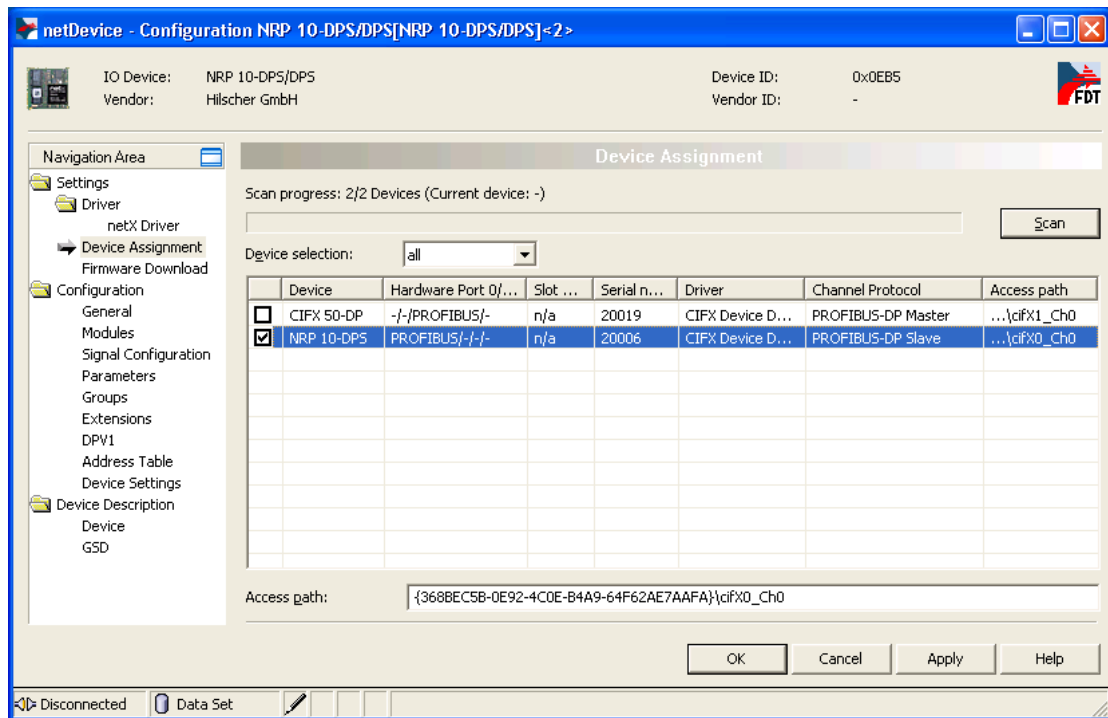 netDevice - Configuration NRP 10-DPS/DPS[NRP 10-DPS/DPS]<2>
IO Device: NRP 10-DPS/DPS Device ID: 0x0EB5
Vendor: Hilscher GmbH Vendor ID: -
FDT
Navigation Area
Settings
Driver
netX Driver
Device Assignment
Firmware Download
Configuration
General
Modules
Signal Configuration
Parameters
Groups
Extensions
DPV1
Address Table
Device Settings
Device Description
Device
GSD
Device Assignment
Scan progress: 2/2 Devices (Current device: -)
Scan
Device selection: all
Device Hardware Port 0/... Slot ... Serial n... Driver Channel Protocol Access path
CIFX 50-DP -/-/PROFIBUS/- n/a 20019 CIFX Device D... PROFIBUS-DP Master ...\cifX1_Ch0
NRP 10-DPS PROFIBUS/-/-/- n/a 20006 CIFX Device D... PROFIBUS-DP Slave ...\cifX0_Ch0
Access path: {368BEC5B-0E92-4C0E-B4A9-64F62AE7AAFA}\cifX0_Ch0
OK Cancel Apply Help
Disconnected Data Set